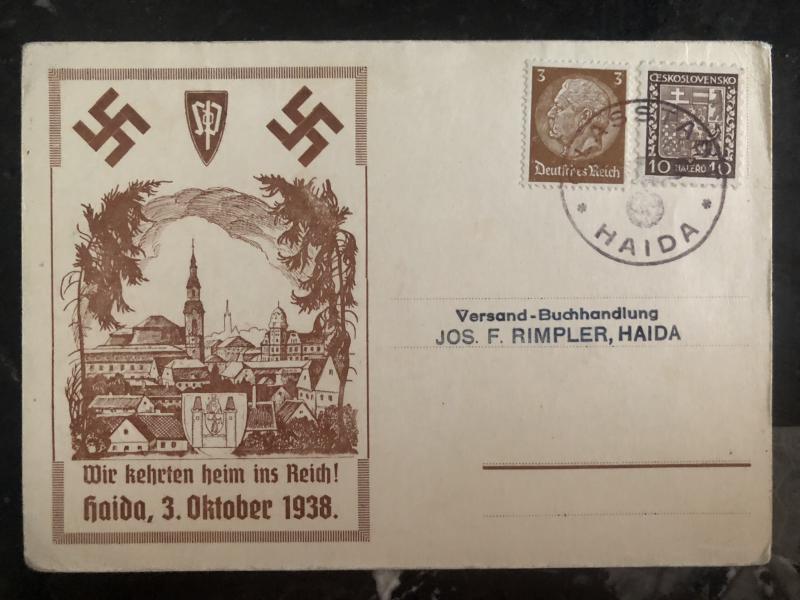 SdP
3 3
Deutsches Reich
ČESKOSLOVENSKO
10 HALÉŘŮ 10
HAIDA
Versand-Buchhandlung
JOS. F. RIMPLER, HAIDA
Wir kehrten heim ins Reich!
Haida, 3. Oktober 1938.